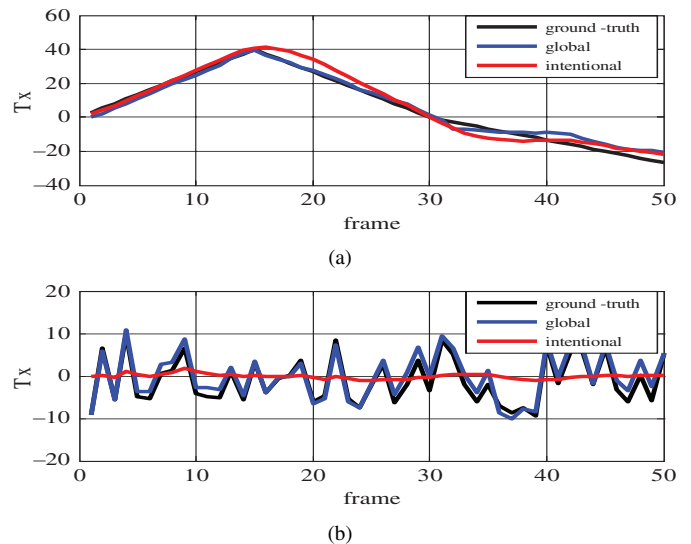 60
40
20
0
−20
−40
Tx
ground -truth
global
intentional
0 10 20 30 40 50
frame
(a)
20
10
0
−10
−20
Tx
ground -truth
global
intentional
0 10 20 30 40 50
frame
(b)